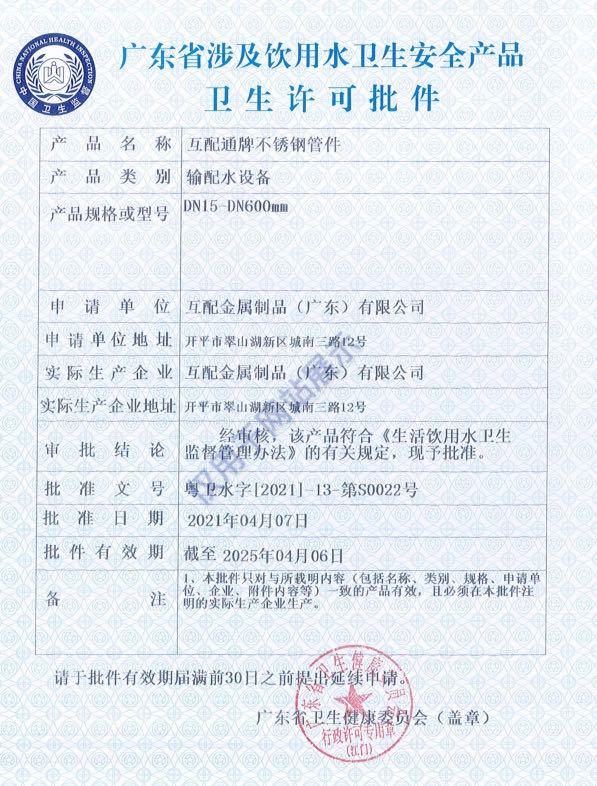 CHINA NATIONAL HEALTH INSPECTION
中国卫生监督
广东省涉及饮用水卫生安全产品
卫生许可批件
产品名称 互配通牌不锈钢管件
产品类别 输配水设备
产品规格或型号 DN15-DN600mm
申请单位 互配金属制品（广东）有限公司
申请单位地址 开平市翠山湖新区城南三路12号
实际生产企业 互配金属制品（广东）有限公司
实际生产企业地址 开平市翠山湖新区城南三路12号
审批结论 经审核，该产品符合《生活饮用水卫生
监督管理办法》的有关规定，现予批准。
批准文号 粤卫水字[2021]-13-第S0022号
批准日期 2021年04月07日
批件有效期 截至 2025年04月06日
备注 1、本批件只对与所载明内容（包括名称、类别、规格、申请单
位、企业、附件内容等）一致的产品有效，且必须在本批件注
明的实际生产企业生产。
请于批件有效期届满前30日之前提出延续申请。
广东省卫生健康委员会（盖章）
广东省卫生健康委员会
行政许可专用章
(江门)
仅用于网站展示